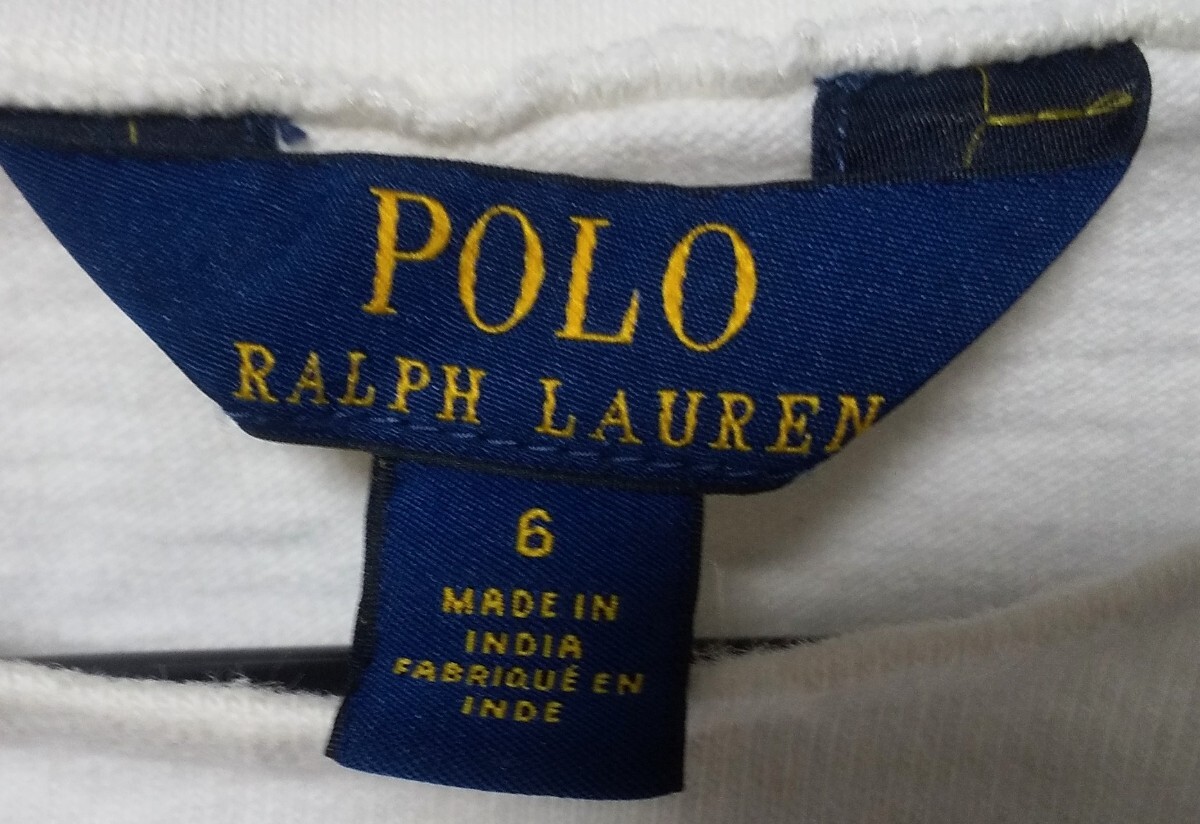 POLO
RALPH LAUREN
6
MADE IN
INDIA
FABRIQUÉ EN
INDE